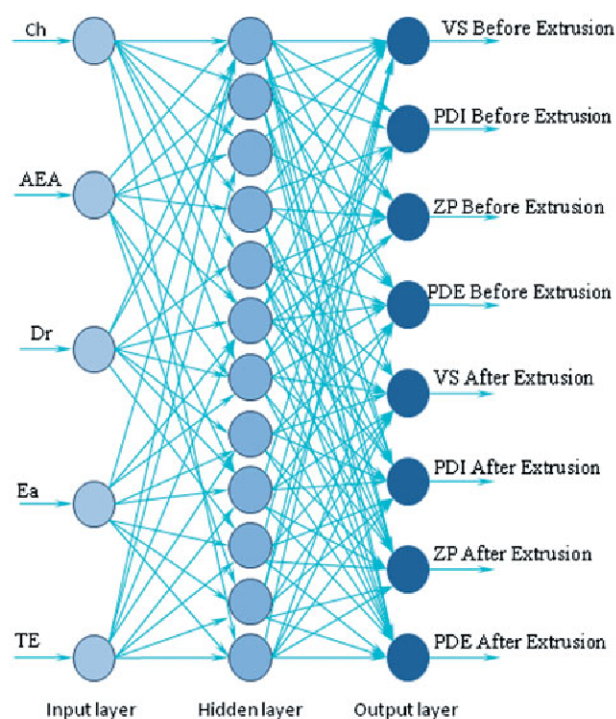 Ch
AEA
Dr
Ea
TE
VS Before Extrusion
PDI Before Extrusion
ZP Before Extrusion
PDE Before Extrusion
VS After Extrusion
PDI After Extrusion
ZP After Extrusion
PDE After Extrusion
Input layer
Hidden layer
Output layer